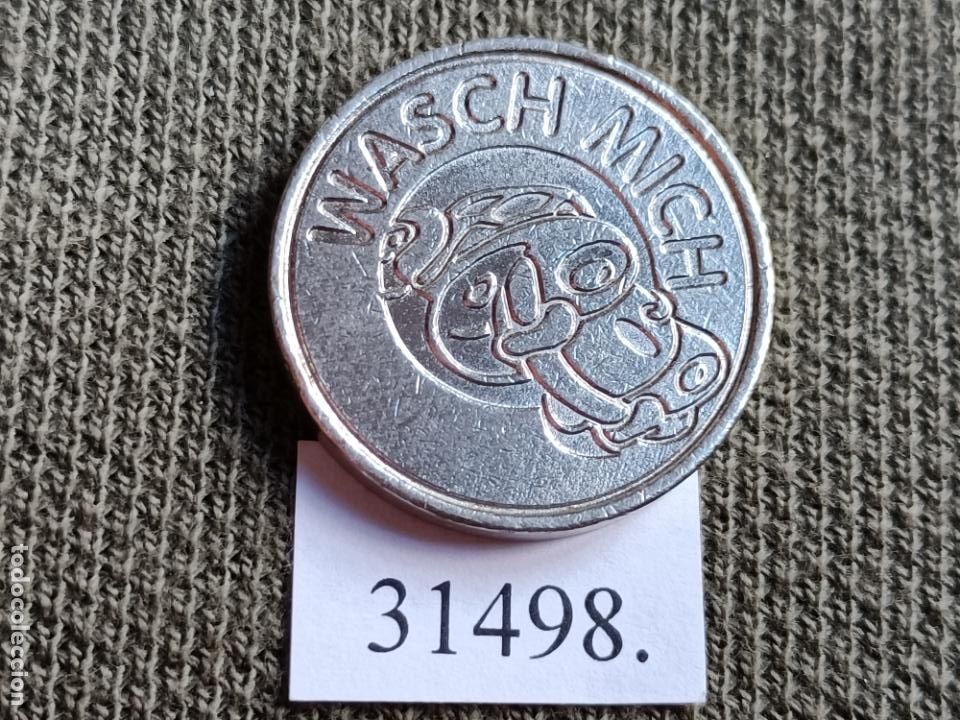 WASCH MICH
31498.
todocoleccion